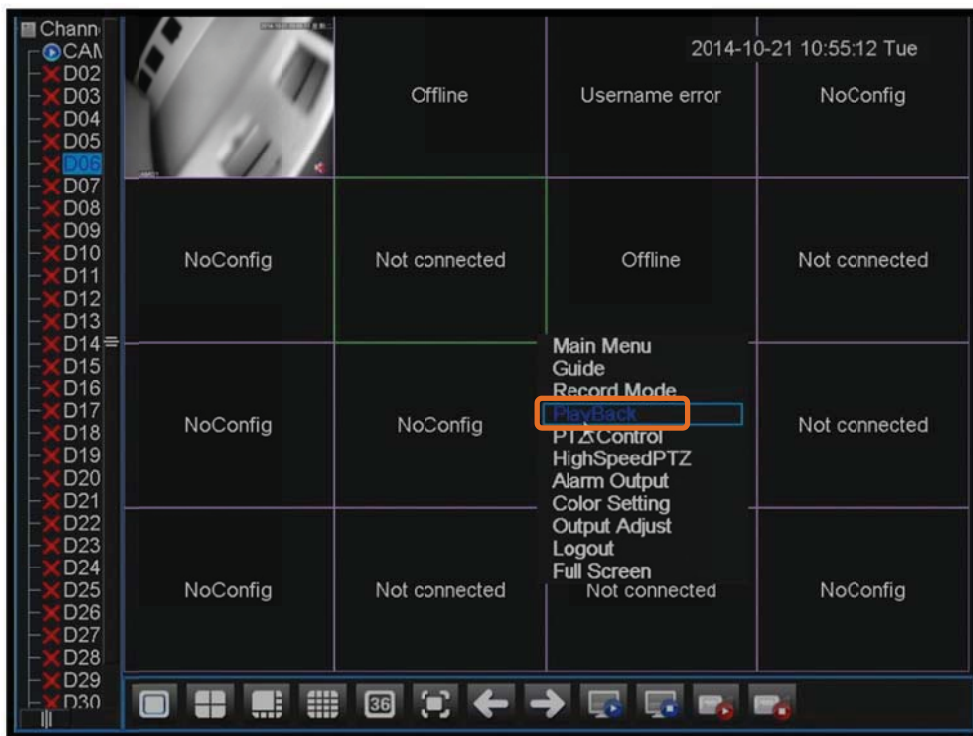 Chann
CAM
D02
D03
D04
D05
D06
D07
D08
D09
D10
D11
D12
D13
D14
D15
D16
D17
D18
D19
D20
D21
D22
D23
D24
D25
D26
D27
D28
D29
D30
2014-10-21 10:55:12 Tue
Offline
Username error
NoConfig
NoConfig
Not connected
Offline
Not connected
NoConfig
NoConfig
Not connected
NoConfig
Not connected
Not connected
NoConfig
Main Menu
Guide
Record Mode
PlayBack
PTZ Control
HighSpeedPTZ
Alarm Output
Color Setting
Output Adjust
Logout
Full Screen
36